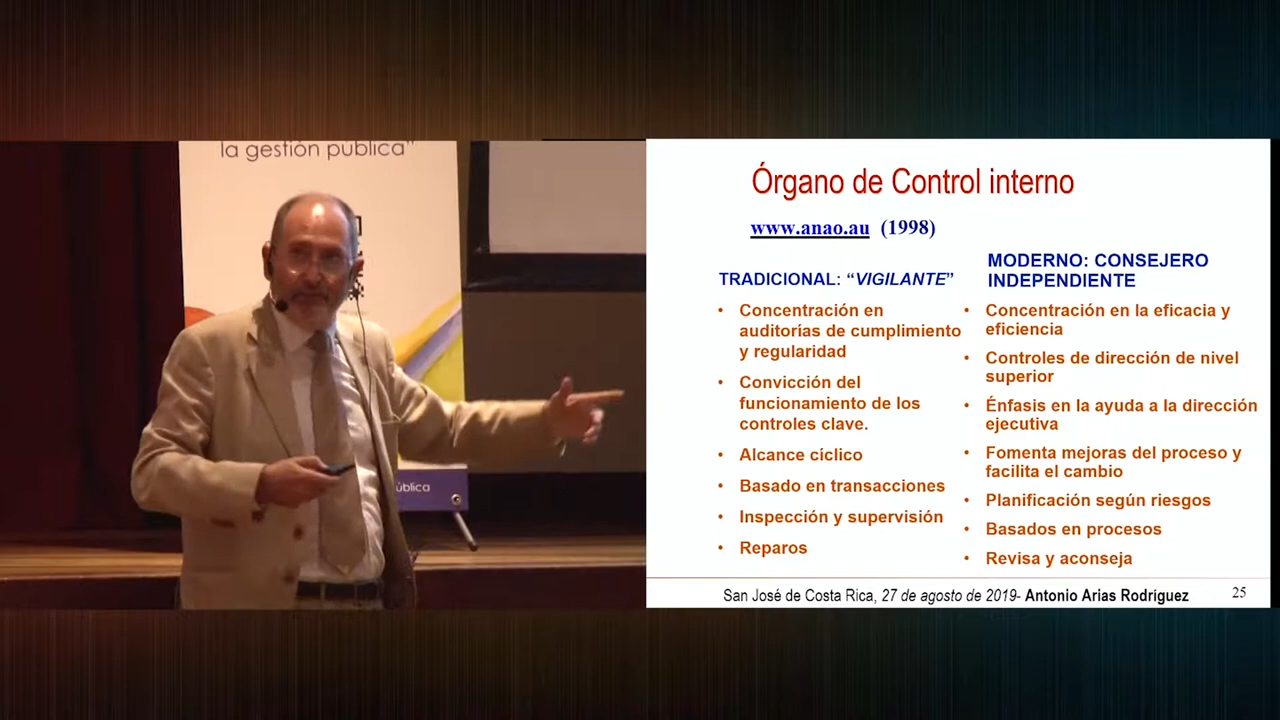 la gestión pública"
ública
Órgano de Control interno
www.anao.au (1998)
TRADICIONAL: “VIGILANTE”
• Concentración en
auditorías de cumplimiento
y regularidad
• Convicción del
funcionamiento de los
controles clave.
• Alcance cíclico
• Basado en transacciones
• Inspección y supervisión
• Reparos
MODERNO: CONSEJERO
INDEPENDIENTE
• Concentración en la eficacia y
eficiencia
• Controles de dirección de nivel
superior
• Énfasis en la ayuda a la dirección
ejecutiva
• Fomenta mejoras del proceso y
facilita el cambio
• Planificación según riesgos
• Basados en procesos
• Revisa y aconseja
San José de Costa Rica, 27 de agosto de 2019- Antonio Arias Rodríguez
25